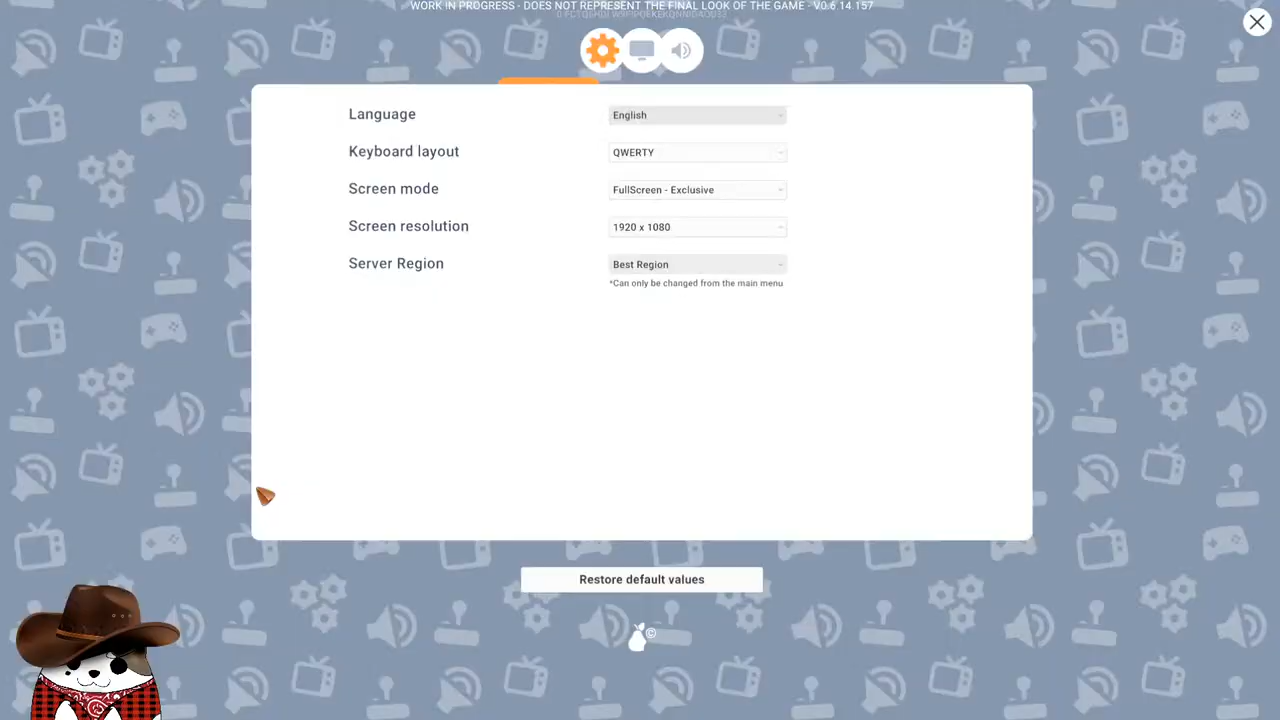 WORK IN PROGRESS - DOES NOT REPRESENT THE FINAL LOOK OF THE GAME - V0.6.14.157
Language
English
Keyboard layout
QWERTY
Screen mode
FullScreen - Exclusive
Screen resolution
1920 x 1080
Server Region
Best Region
*Can only be changed from the main menu
Restore default values
©